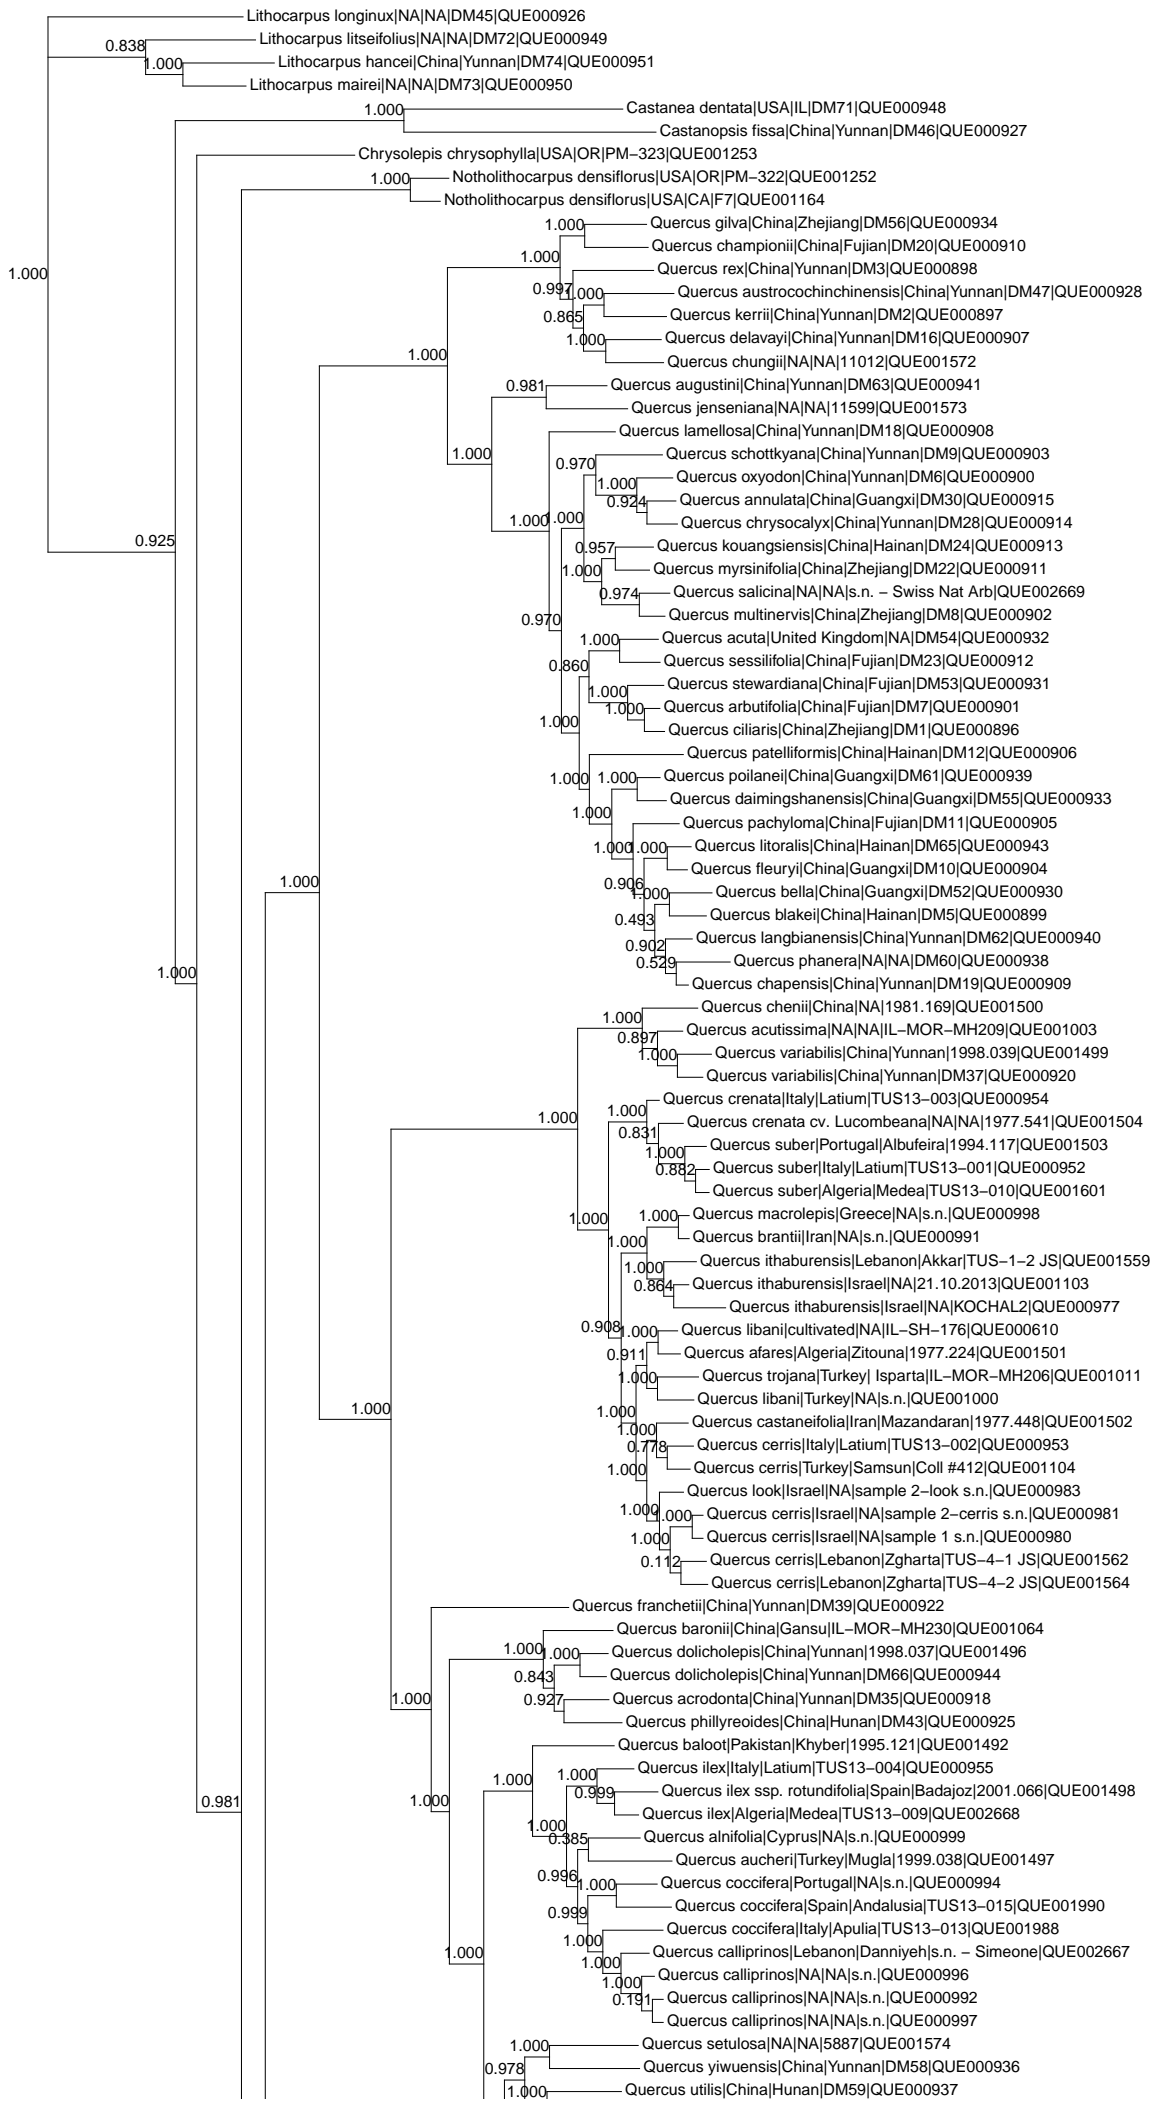 Lithocarpus longinux|NA|NA|DM45|QUE000926
Lithocarpus litseifolius|NA|NA|DM72|QUE000949
0.838
Lithocarpus hancei|China|Yunnan|DM74|QUE000951
1.000
Lithocarpus mairei|NA|NA|DM73|QUE000950
Castanea dentata|USA|IL|DM71|QUE000948
1.000
Castanopsis fissa|China|Yunnan|DM46|QUE000927
Chrysolepis chrysophylla|USA|OR|PM−323|QUE001253
Notholithocarpus densiflorus|USA|OR|PM−322|QUE001252
1.000
Notholithocarpus densiflorus|USA|CA|F7|QUE001164
Quercus gilva|China|Zhejiang|DM56|QUE000934
1.000
Quercus championii|China|Fujian|DM20|QUE000910
1.000
Quercus rex|China|Yunnan|DM3|QUE000898
1.000
0.997
1.000
Quercus austrocochinchinensis|China|Yunnan|DM47|QUE000928
Quercus kerrii|China|Yunnan|DM2|QUE000897
0.865
Quercus delavayi|China|Yunnan|DM16|QUE000907
1.000
Quercus chungii|NA|NA|11012|QUE001572
1.000
Quercus augustini|China|Yunnan|DM63|QUE000941
0.981
Quercus jenseniana|NA|NA|11599|QUE001573
Quercus lamellosa|China|Yunnan|DM18|QUE000908
1.000
Quercus schottkyana|China|Yunnan|DM9|QUE000903
0.970
Quercus oxyodon|China|Yunnan|DM6|QUE000900
1.000
Quercus annulata|China|Guangxi|DM30|QUE000915
0.924
Quercus chrysocalyx|China|Yunnan|DM28|QUE000914
1.000
1.000
Quercus kouangsiensis|China|Hainan|DM24|QUE000913
0.925
0.957
Quercus myrsinifolia|China|Zhejiang|DM22|QUE000911
1.000
Quercus salicina|NA|NA|s.n. − Swiss Nat Arb|QUE002669
0.974
Quercus multinervis|China|Zhejiang|DM8|QUE000902
0.970
Quercus acuta|United Kingdom|NA|DM54|QUE000932
1.000
Quercus sessilifolia|China|Fujian|DM23|QUE000912
0.860
Quercus stewardiana|China|Fujian|DM53|QUE000931
1.000
Quercus arbutifolia|China|Fujian|DM7|QUE000901
1.000
Quercus ciliaris|China|Zhejiang|DM1|QUE000896
1.000
Quercus patelliformis|China|Hainan|DM12|QUE000906
Quercus poilanei|China|Guangxi|DM61|QUE000939
1.000
1.000
Quercus daimingshanensis|China|Guangxi|DM55|QUE000933
1.000
Quercus pachyloma|China|Fujian|DM11|QUE000905
Quercus litoralis|China|Hainan|DM65|QUE000943
1.000
1.000
Quercus fleuryi|China|Guangxi|DM10|QUE000904
0.906
1.000
Quercus bella|China|Guangxi|DM52|QUE000930
1.000
Quercus blakei|China|Hainan|DM5|QUE000899
0.493
Quercus langbianensis|China|Yunnan|DM62|QUE000940
0.902
Quercus phanera|NA|NA|DM60|QUE000938
0.529
1.000
Quercus chapensis|China|Yunnan|DM19|QUE000909
Quercus chenii|China|NA|1981.169|QUE001500
1.000
Quercus acutissima|NA|NA|IL−MOR−MH209|QUE001003
0.897
Quercus variabilis|China|Yunnan|1998.039|QUE001499
1.000
Quercus variabilis|China|Yunnan|DM37|QUE000920
Quercus crenata|Italy|Latium|TUS13−003|QUE000954
1.000
1.000
Quercus crenata cv. Lucombeana|NA|NA|1977.541|QUE001504
0.831
Quercus suber|Portugal|Albufeira|1994.117|QUE001503
1.000
Quercus suber|Italy|Latium|TUS13−001|QUE000952
0.882
Quercus suber|Algeria|Medea|TUS13−010|QUE001601
Quercus macrolepis|Greece|NA|s.n.|QUE000998
1.000
1.000
Quercus brantii|Iran|NA|s.n.|QUE000991
1.000
Quercus ithaburensis|Lebanon|Akkar|TUS−1−2 JS|QUE001559
1.000
Quercus ithaburensis|Israel|NA|21.10.2013|QUE001103
0.864
Quercus ithaburensis|Israel|NA|KOCHAL2|QUE000977
0.908
Quercus libani|cultivated|NA|IL−SH−176|QUE000610
1.000
Quercus afares|Algeria|Zitouna|1977.224|QUE001501
0.911
Quercus trojana|Turkey| Isparta|IL−MOR−MH206|QUE001011
1.000
Quercus libani|Turkey|NA|s.n.|QUE001000
1.000
1.000
Quercus castaneifolia|Iran|Mazandaran|1977.448|QUE001502
1.000
Quercus cerris|Italy|Latium|TUS13−002|QUE000953
0.778
Quercus cerris|Turkey|Samsun|Coll #412|QUE001104
1.000
Quercus look|Israel|NA|sample 2−look s.n.|QUE000983
1.000
1.000
Quercus cerris|Israel|NA|sample 2−cerris s.n.|QUE000981
Quercus cerris|Israel|NA|sample 1 s.n.|QUE000980
1.000
Quercus cerris|Lebanon|Zgharta|TUS−4−1 JS|QUE001562
0.112
Quercus cerris|Lebanon|Zgharta|TUS−4−2 JS|QUE001564
Quercus franchetii|China|Yunnan|DM39|QUE000922
Quercus baronii|China|Gansu|IL−MOR−MH230|QUE001064
1.000
1.000
Quercus dolicholepis|China|Yunnan|1998.037|QUE001496
Quercus dolicholepis|China|Yunnan|DM66|QUE000944
0.843
Quercus acrodonta|China|Yunnan|DM35|QUE000918
1.000
0.927
Quercus phillyreoides|China|Hunan|DM43|QUE000925
Quercus baloot|Pakistan|Khyber|1995.121|QUE001492
Quercus ilex|Italy|Latium|TUS13−004|QUE000955
1.000
1.000
Quercus ilex ssp. rotundifolia|Spain|Badajoz|2001.066|QUE001498
0.999
0.981
1.000
Quercus ilex|Algeria|Medea|TUS13−009|QUE002668
1.000
Quercus alnifolia|Cyprus|NA|s.n.|QUE000999
0.385
Quercus aucheri|Turkey|Mugla|1999.038|QUE001497
0.996
Quercus coccifera|Portugal|NA|s.n.|QUE000994
1.000
Quercus coccifera|Spain|Andalusia|TUS13−015|QUE001990
0.999
Quercus coccifera|Italy|Apulia|TUS13−013|QUE001988
1.000
1.000
Quercus calliprinos|Lebanon|Danniyeh|s.n. − Simeone|QUE002667
1.000
Quercus calliprinos|NA|NA|s.n.|QUE000996
1.000
Quercus calliprinos|NA|NA|s.n.|QUE000992
0.191
Quercus calliprinos|NA|NA|s.n.|QUE000997
Quercus setulosa|NA|NA|5887|QUE001574
1.000
Quercus yiwuensis|China|Yunnan|DM58|QUE000936
0.978
Quercus utilis|China|Hunan|DM59|QUE000937
1.000